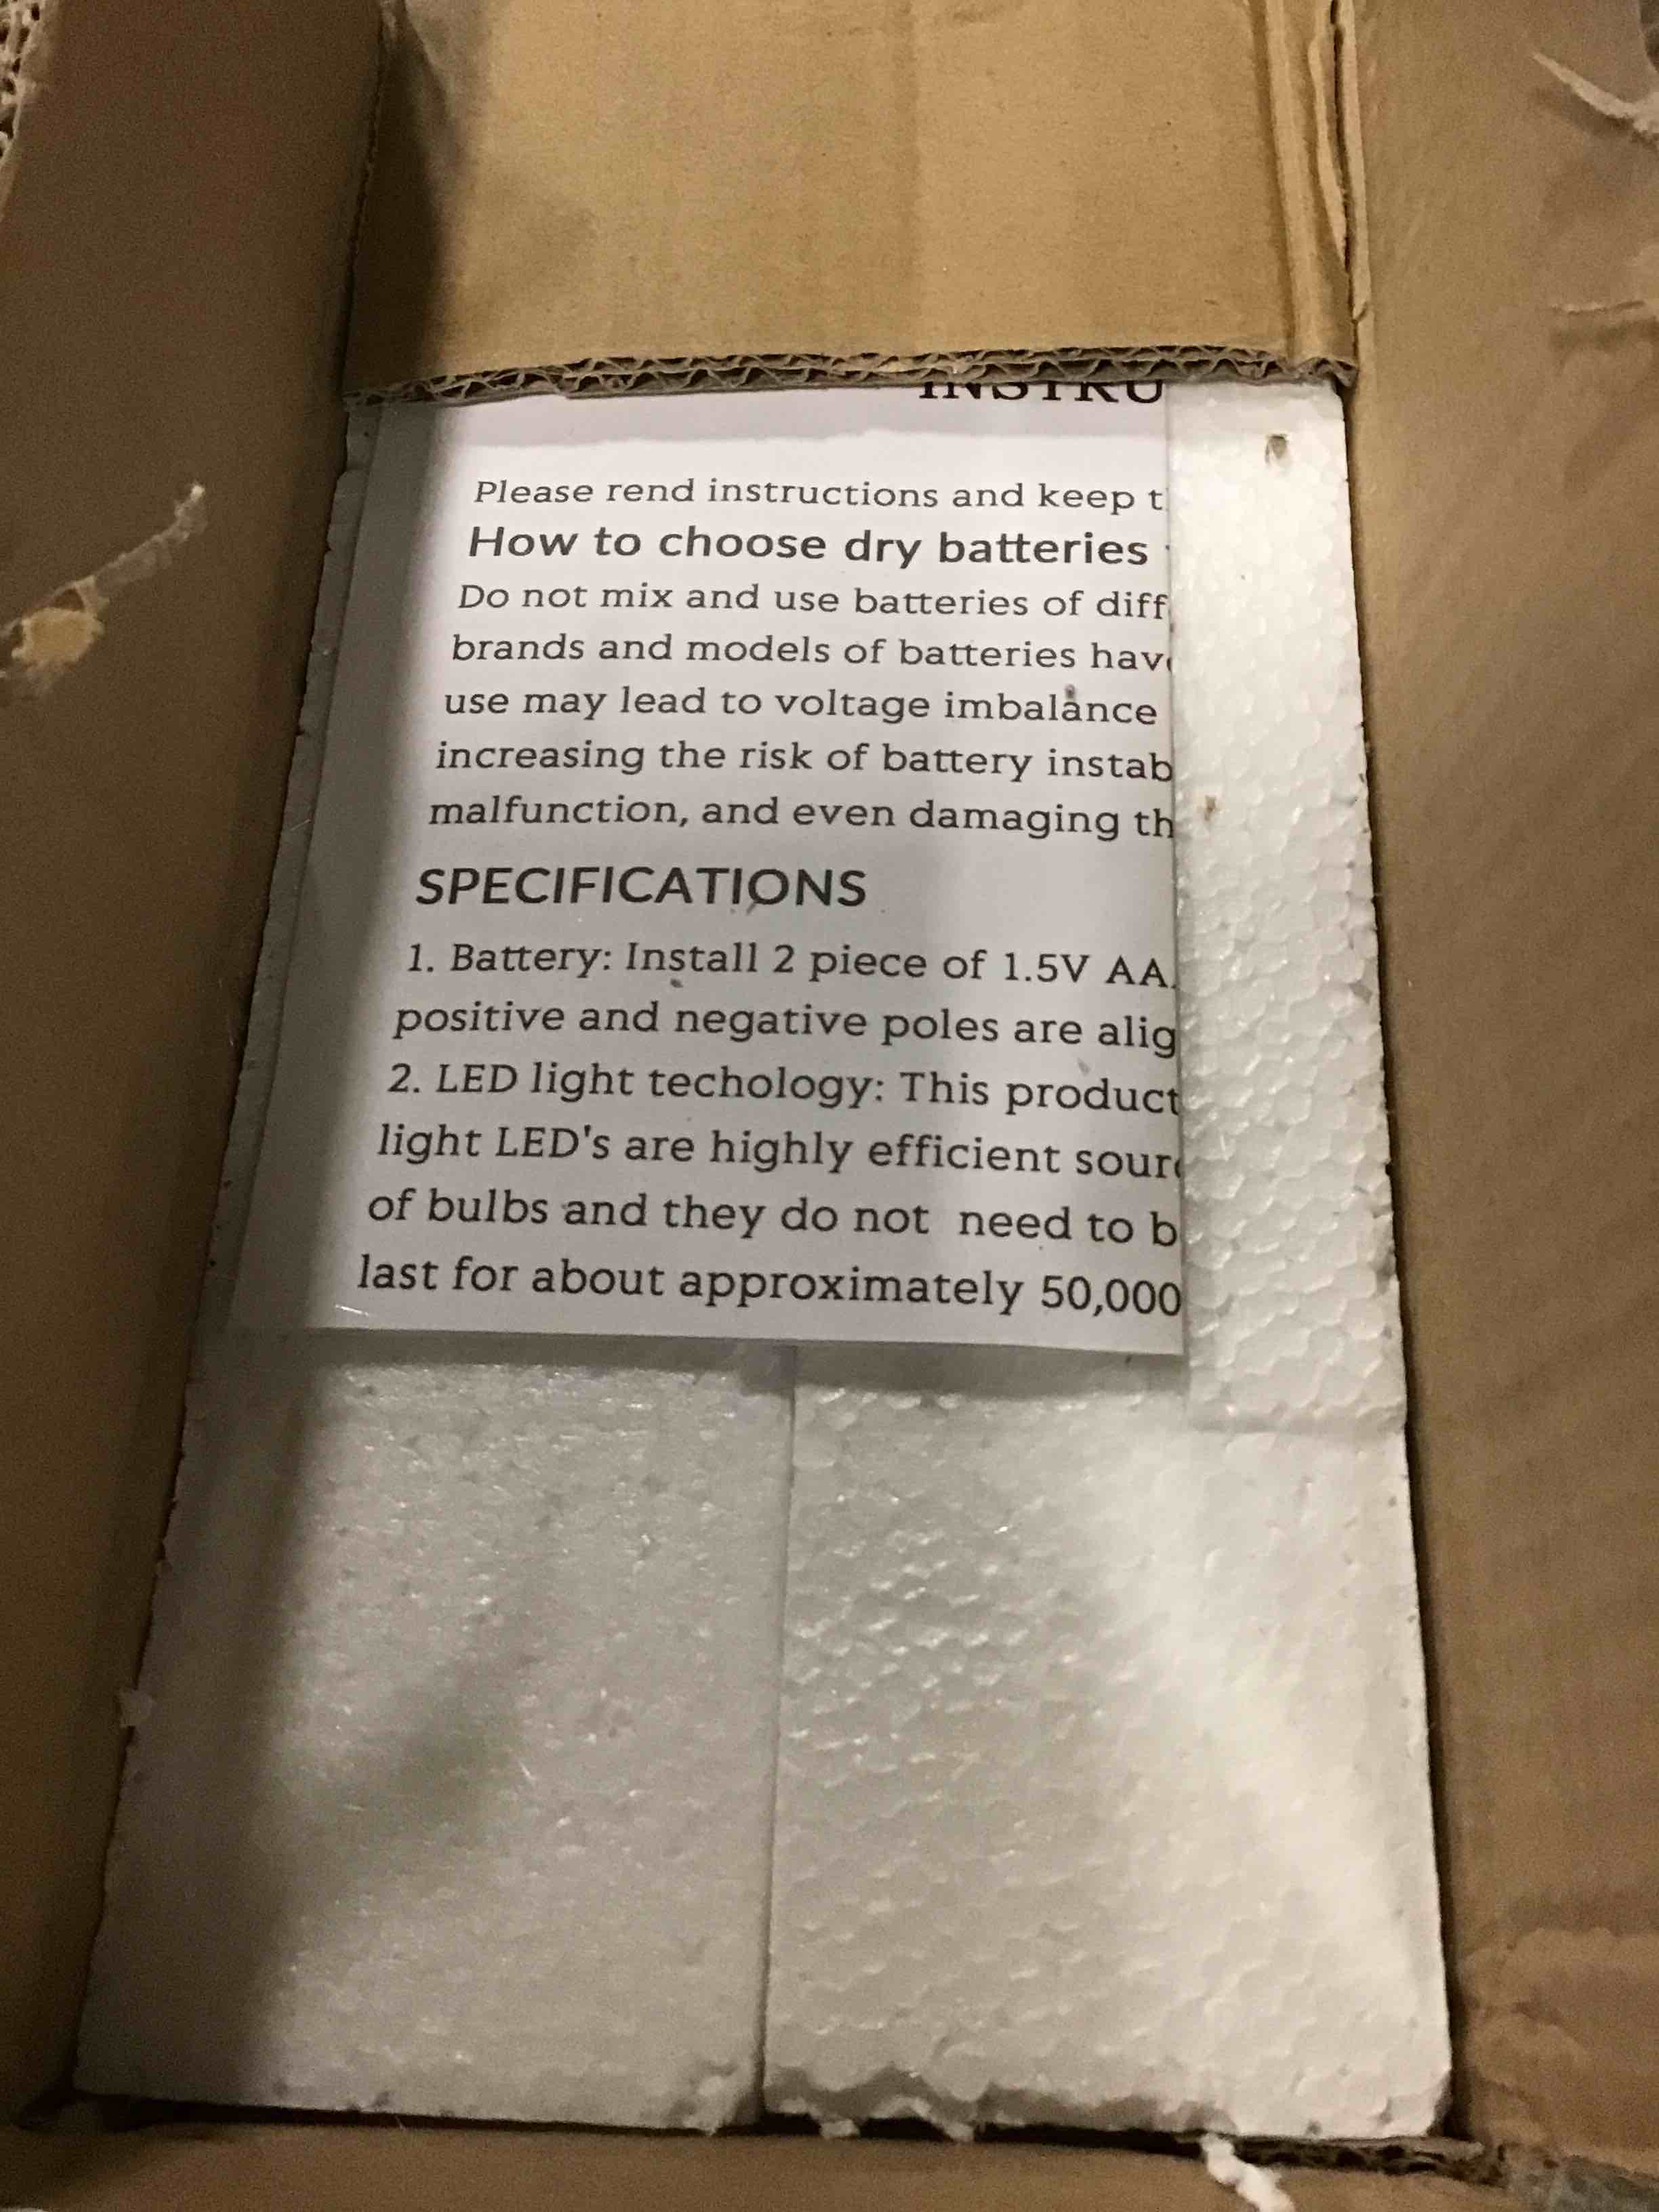 INSTRU
Please rend instructions and keep t
How to choose dry batteries
Do not mix and use batteries of diff
brands and models of batteries hav
use may lead to voltage imbalance
increasing the risk of battery instab
malfunction, and even damaging th
SPECIFICATIONS
1. Battery: Install 2 piece of 1.5V AA
positive and negative poles are alig
2. LED light techology: This product
light LED's are highly efficient sour
of bulbs and they do not need to b
last for about approximately 50,000